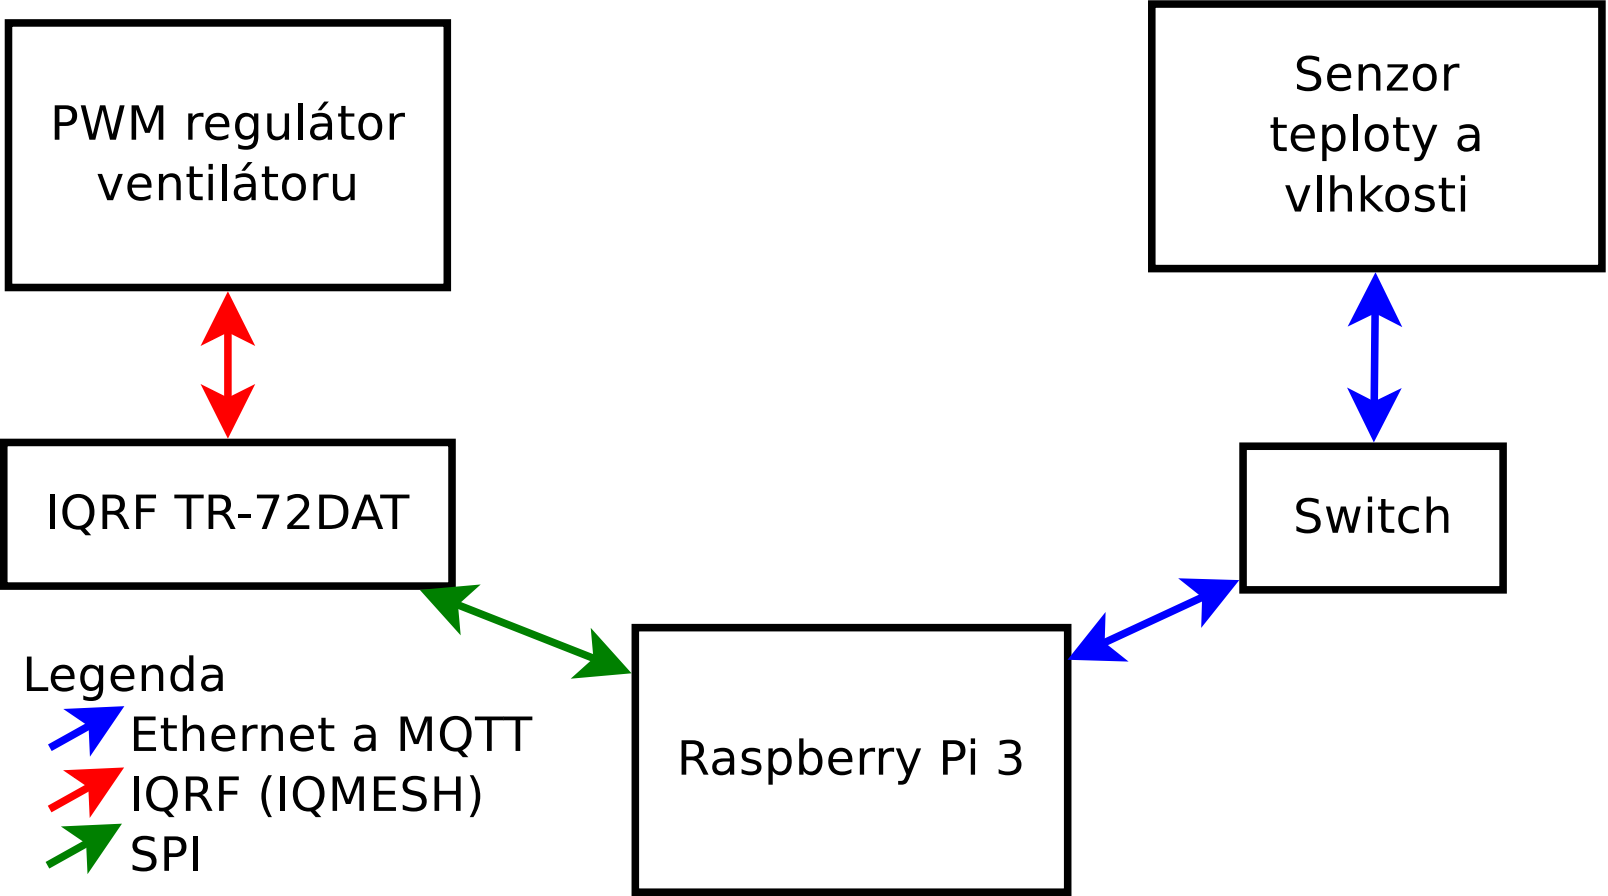 PWM regulátor
ventilátoru
Senzor
teploty a
vlhkosti
IQRF TR-72DAT
Switch
Raspberry Pi 3
Legenda
Ethernet a MQTT
IQRF (IQMESH)
SPI